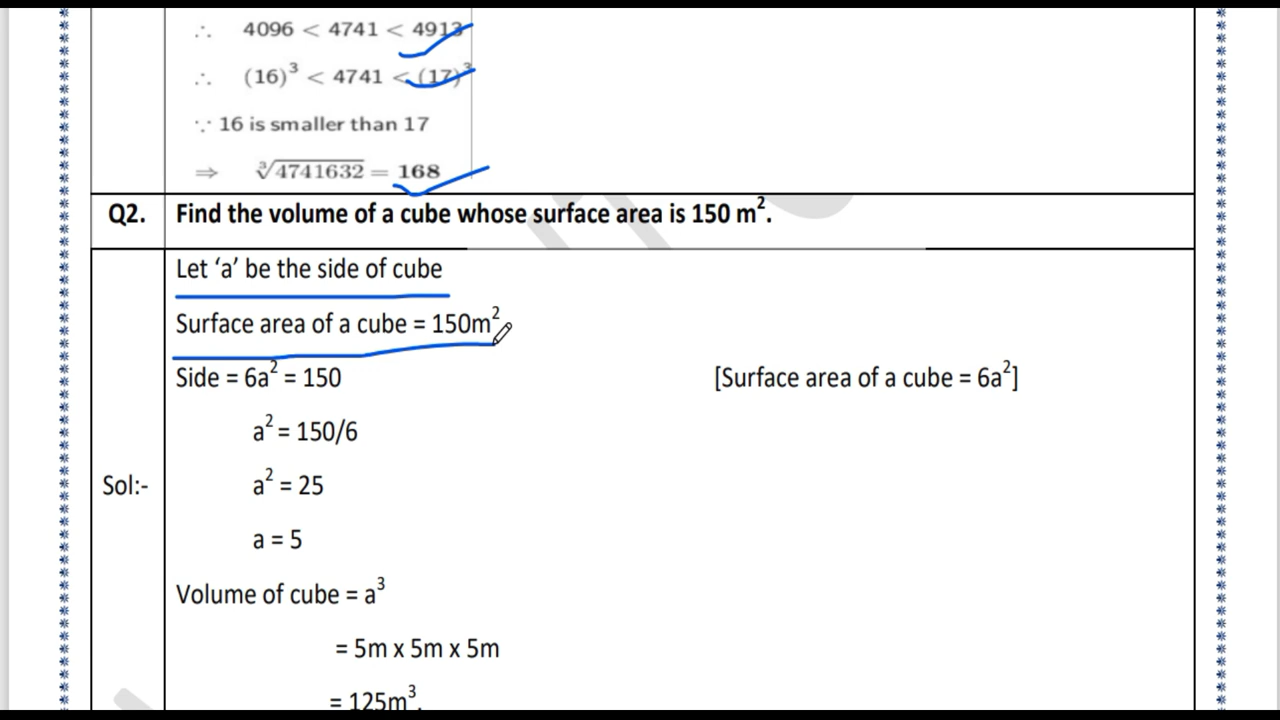 ∴ 4096 < 4741 < 4913
∴ (16)³ < 4741 < (17)³
∵ 16 is smaller than 17
⇒ ∛4741632 = 168
Q2. Find the volume of a cube whose surface area is 150 m².
Let ‘a’ be the side of cube
Surface area of a cube = 150m²
Side = 6a² = 150 [Surface area of a cube = 6a²]
a² = 150/6
Sol:- a² = 25
a = 5
Volume of cube = a³
= 5m x 5m x 5m
= 125m³.